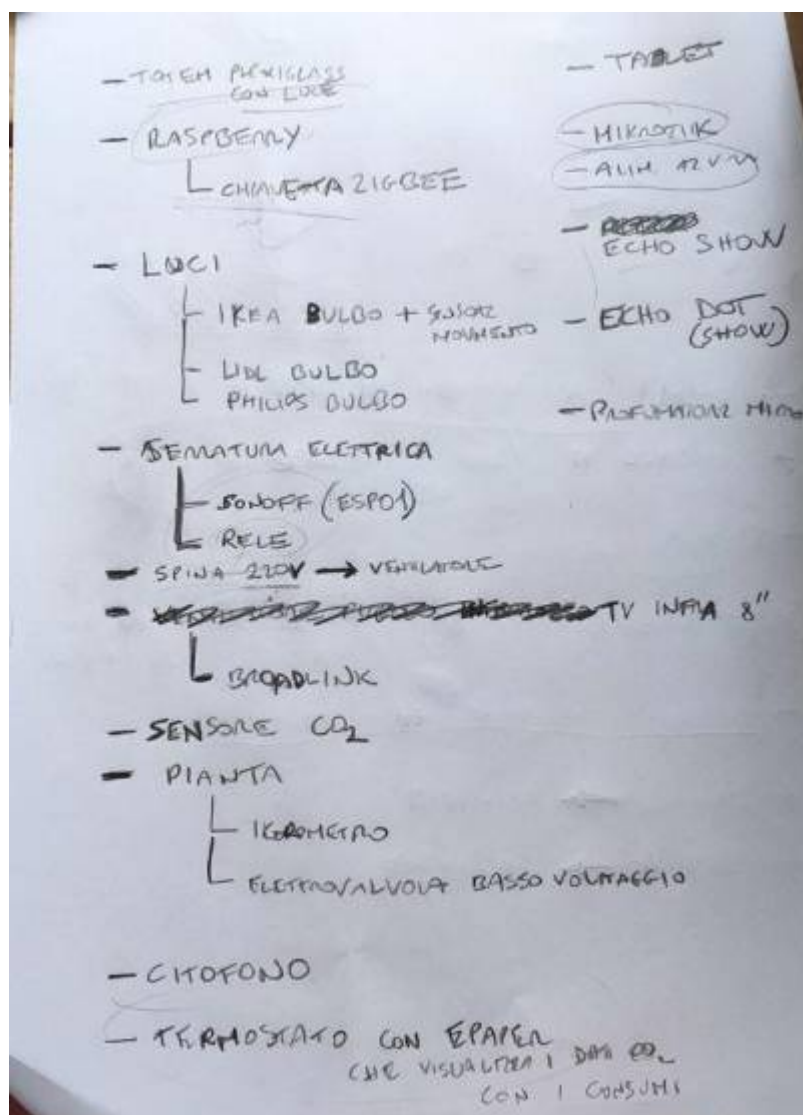 — TOTEM PLEXIGLASS
CON LUCE
— RASPBERRY
CHIAVETTA ZIGBEE
— LUCI
IKEA BULBO + SENSORE
MOVIMENTO
LIDL BULBO
PHILIPS BULBO
— SERRATURA ELETTRICA
SONOFF (ESP01)
RELE
— SPINA 220V → VENTILATORE
— TV INFRA 8"
BROADLINK
— SENSORE CO2
— PIANTA
IGROMETRO
ELETTROVALVOLA BASSO VOLTAGGIO
— CITOFONO
— TERMOSTATO CON EPAPER
CHE VISUALIZZA I DATI CO2
CON I CONSUMI
— TABLET
— MIKROTIK
— ALIM 12V
— ECHO SHOW
— ECHO DOT
(SHOW)
— PROFUMATORE